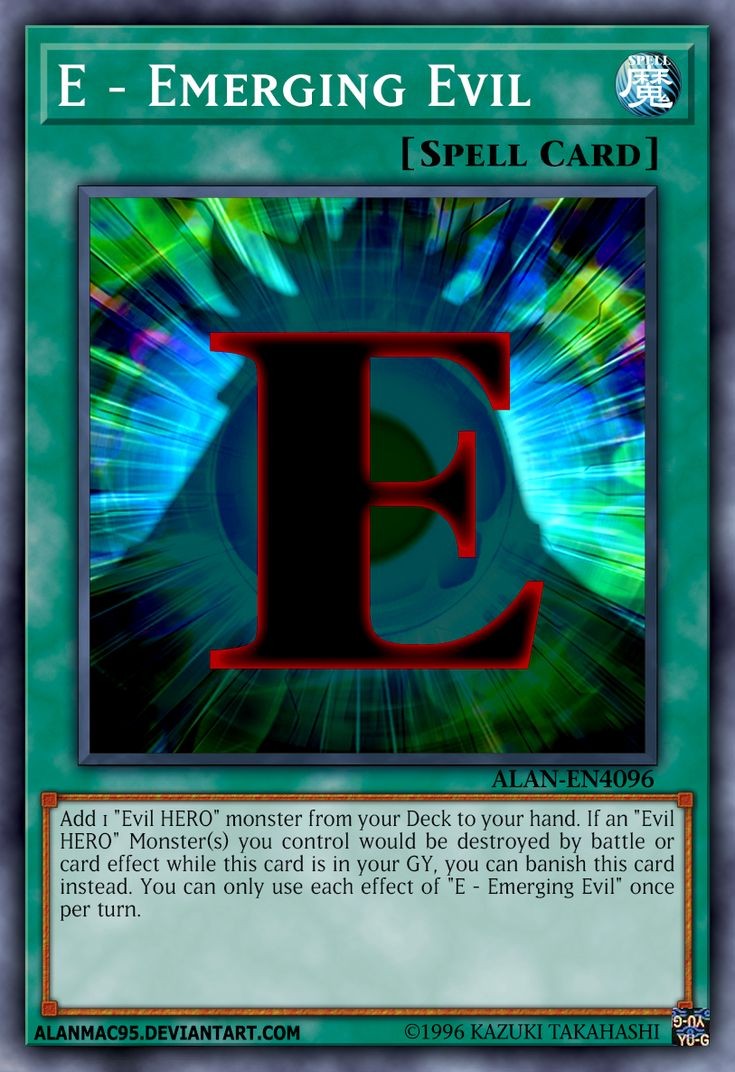 E - Emerging Evil
SPELL
魔
[Spell Card]
E
ALAN-EN4096
Add 1 "Evil HERO" monster from your Deck to your hand. If an "Evil
HERO" Monster(s) you control would be destroyed by battle or
card effect while this card is in your GY, you can banish this card
instead. You can only use each effect of "E - Emerging Evil" once
per turn.
ALANMAC95.DEVIANTART.COM
©1996 KAZUKI TAKAHASHI
YU-G
YU-G